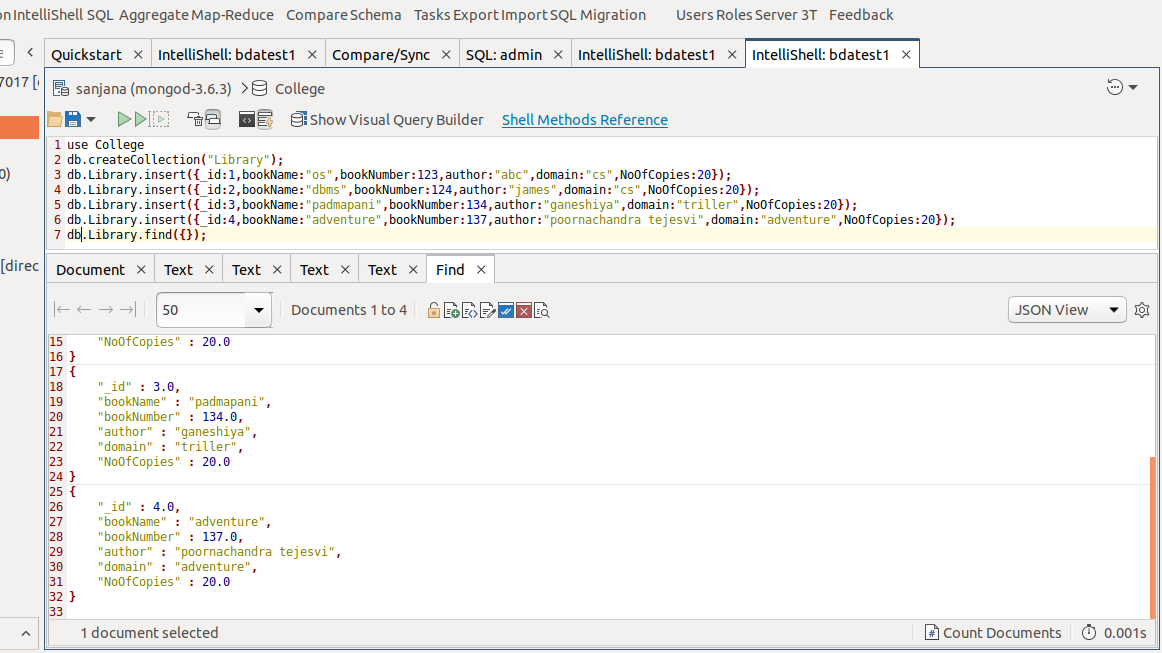 on IntelliShell SQL Aggregate Map-Reduce Compare Schema Tasks Export Import SQL Migration Users Roles Server 3T Feedback
Quickstart × IntelliShell: bdatest1 × Compare/Sync × SQL: admin × IntelliShell: bdatest1 × IntelliShell: bdatest1 ×
7017 [
sanjana (mongod-3.6.3) > College
Show Visual Query Builder Shell Methods Reference
1 use College
2 db.createCollection("Library");
3 db.Library.insert({_id:1,bookName:"os",bookNumber:123,author:"abc",domain:"cs",NoOfCopies:20});
0)
4 db.Library.insert({_id:2,bookName:"dbms",bookNumber:124,author:"james",domain:"cs",NoOfCopies:20});
5 db.Library.insert({_id:3,bookName:"padmapani",bookNumber:134,author:"ganeshiya",domain:"triller",NoOfCopies:20});
6 db.Library.insert({_id:4,bookName:"adventure",bookNumber:137,author:"poornachandra tejesvi",domain:"adventure",NoOfCopies:20});
7 db.Library.find({});
[direc
Document × Text × Text × Text × Text × Find ×
50 Documents 1 to 4 JSON View
15 "NoOfCopies" : 20.0
16 }
17 {
18 "_id" : 3.0,
19 "bookName" : "padmapani",
20 "bookNumber" : 134.0,
21 "author" : "ganeshiya",
22 "domain" : "triller",
23 "NoOfCopies" : 20.0
24 }
25 {
26 "_id" : 4.0,
27 "bookName" : "adventure",
28 "bookNumber" : 137.0,
29 "author" : "poornachandra tejesvi",
30 "domain" : "adventure",
31 "NoOfCopies" : 20.0
32 }
33
1 document selected Count Documents 0.001s